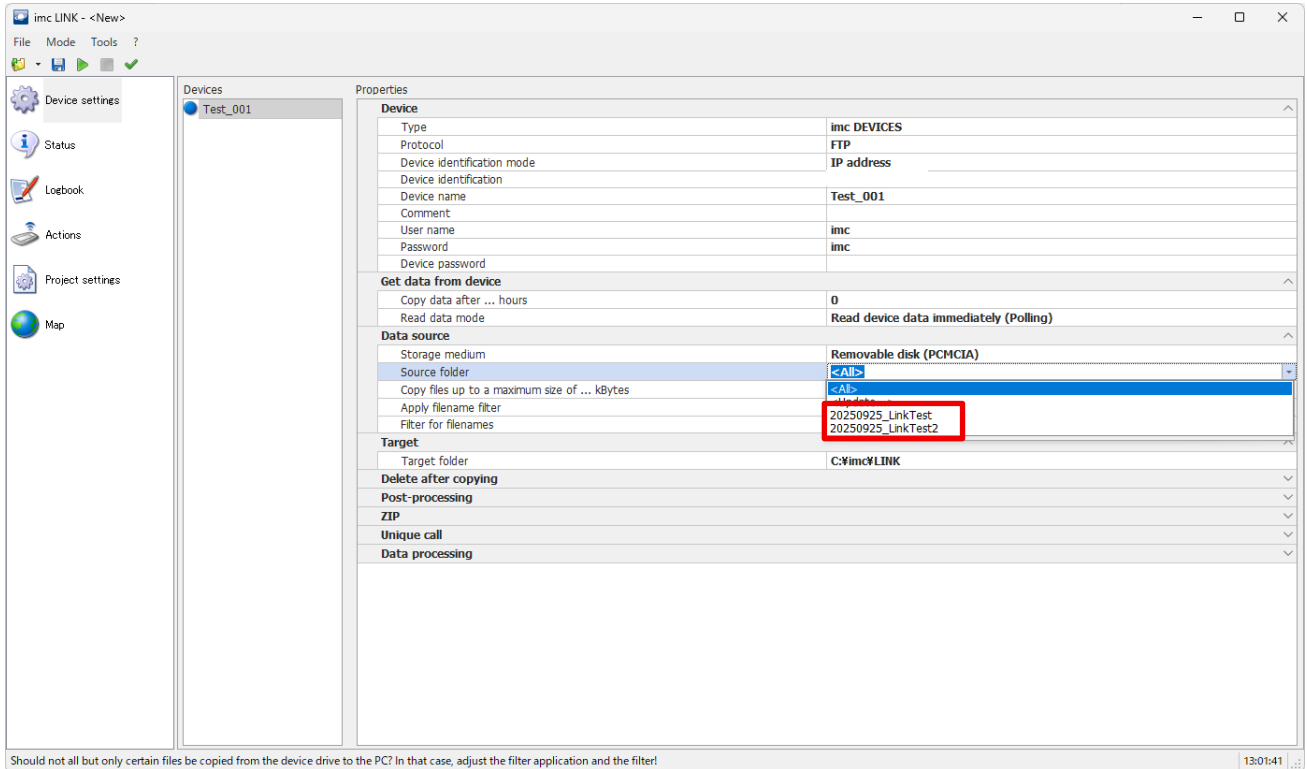 imc LINK - <New>
File Mode Tools ?
Devices
Properties
Device settings
Status
Logbook
Actions
Project settings
Map
Test_001
Device
Type imc DEVICES
Protocol FTP
Device identification mode IP address
Device identification
Device name Test_001
Comment
User name imc
Password imc
Device password
Get data from device
Copy data after ... hours 0
Read data mode Read device data immediately (Polling)
Data source
Storage medium Removable disk (PCMCIA)
Source folder <All>
Copy files up to a maximum size of ... kBytes <All>
Apply filename filter
20250925_LinkTest
Filter for filenames 20250925_LinkTest2
Target
Target folder C:¥imc¥LINK
Delete after copying
Post-processing
ZIP
Unique call
Data processing
Should not all but only certain files be copied from the device drive to the PC? In that case, adjust the filter application and the filter! 13:01:41